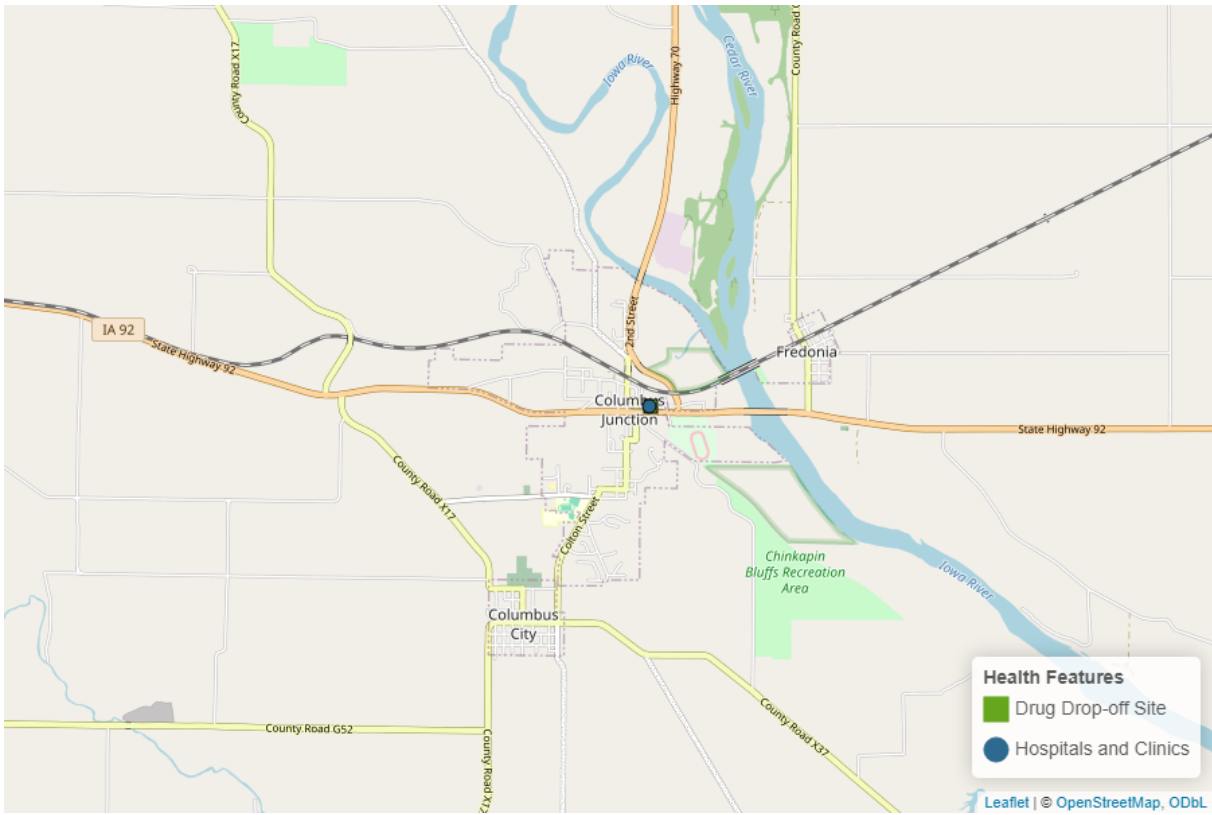 County Road X17
Iowa River
Cedar River
Highway 70
IA 92
State Highway 92
2nd Street
Fredonia
Columbus
Junction
State Highway 92
County Road X17
Colton Street
Chinkapin
Bluffs Recreation
Area
Iowa River
Columbus
City
County Road G52
County Road X37
Health Features
Drug Drop-off Site
Hospitals and Clinics
Leaflet | © OpenStreetMap, ODbL